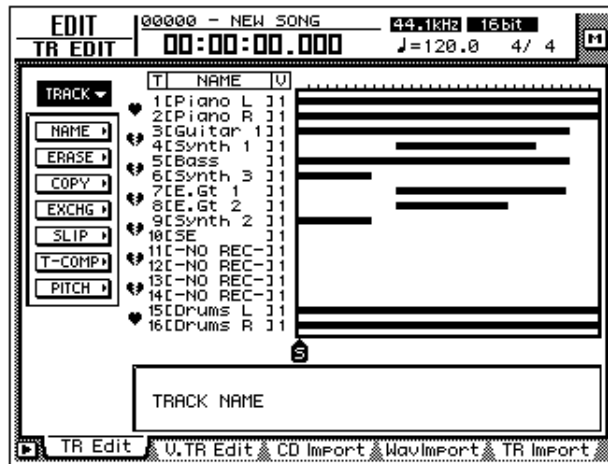 EDIT
TR EDIT
00000 - NEW SONG
00:00:00.000
44.1kHz 16bit
♩=120.0 4/ 4
M
TRACK
NAME
ERASE
COPY
EXCHG
SLIP
T-COMP
PITCH
T NAME V
1[Piano L ]1
2[Piano R ]1
3[Guitar 1]1
4[Synth 1 ]1
5[Bass ]1
6[Synth 3 ]1
7[E.Gt 1 ]1
8[E.Gt 2 ]1
9[Synth 2 ]1
10[SE ]1
11[-NO REC-]1
12[-NO REC-]1
13[-NO REC-]1
14[-NO REC-]1
15[Drums L ]1
16[Drums R ]1
S
TRACK NAME
TR Edit V.TR Edit CD Import WavImport TR Import